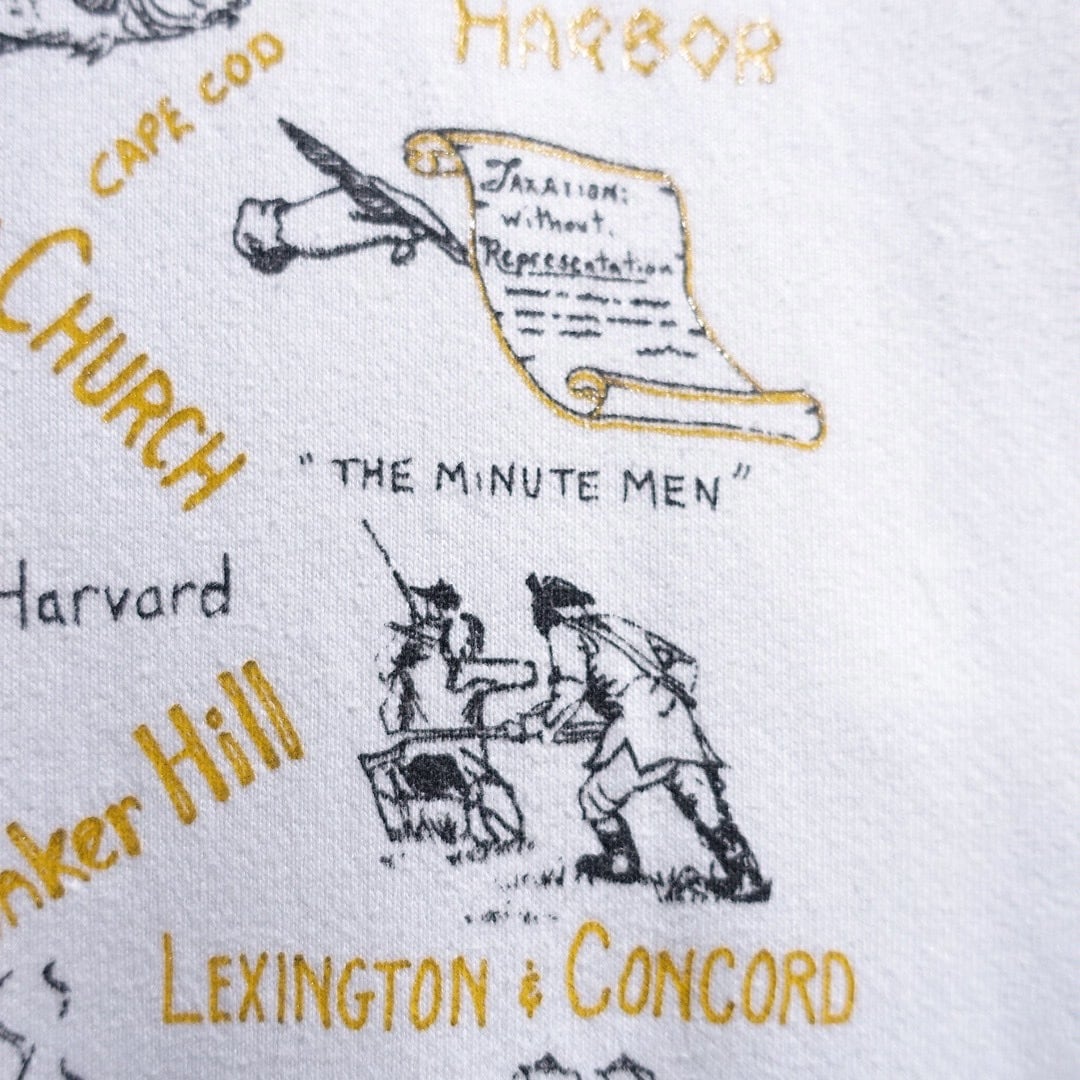 HARBOR
CAPE COD
TAXATION:
without.
Representation
CHURCH
"THE MiNUTE MEN"
Harvard
nker Hill
LEXINGTON & CONCORD